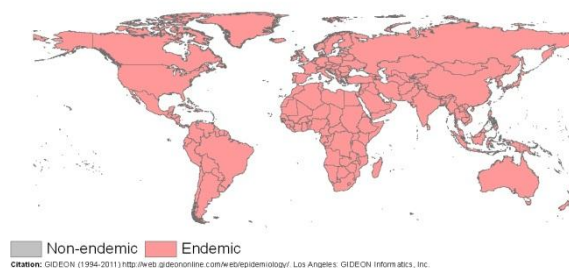 Non-endemic Endemic
Citation: GIDEON (1994-2011) http://web.gideononline.com/web/epidemiology/. Los Angeles: GIDEON Informatics, Inc.